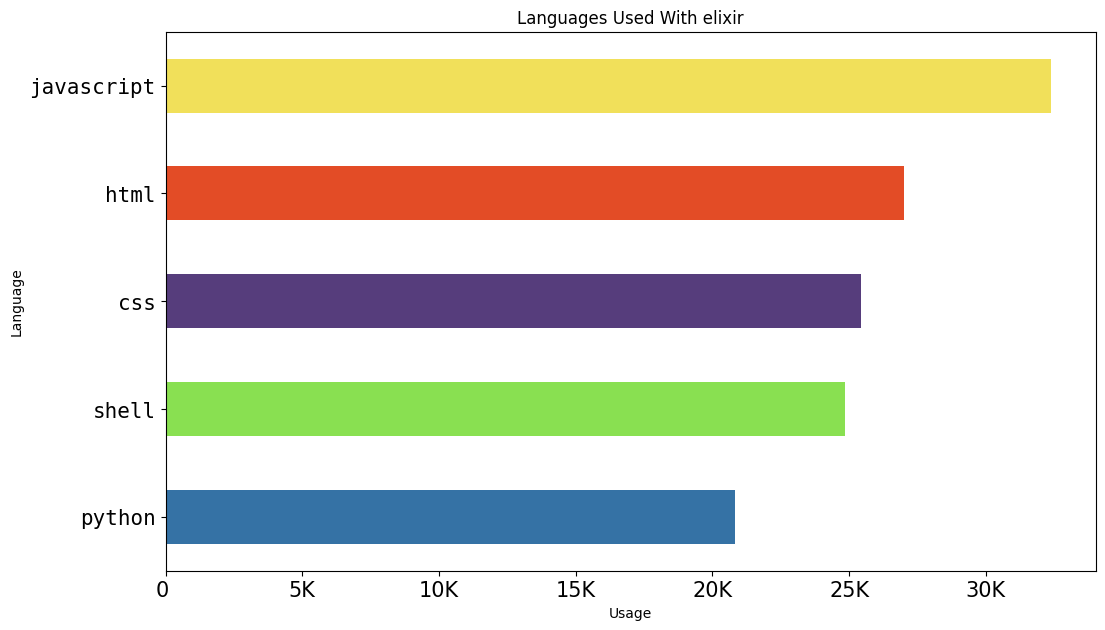 Languages Used With elixir
Language
javascript
html
css
shell
python
0 5K 10K 15K 20K 25K 30K
Usage